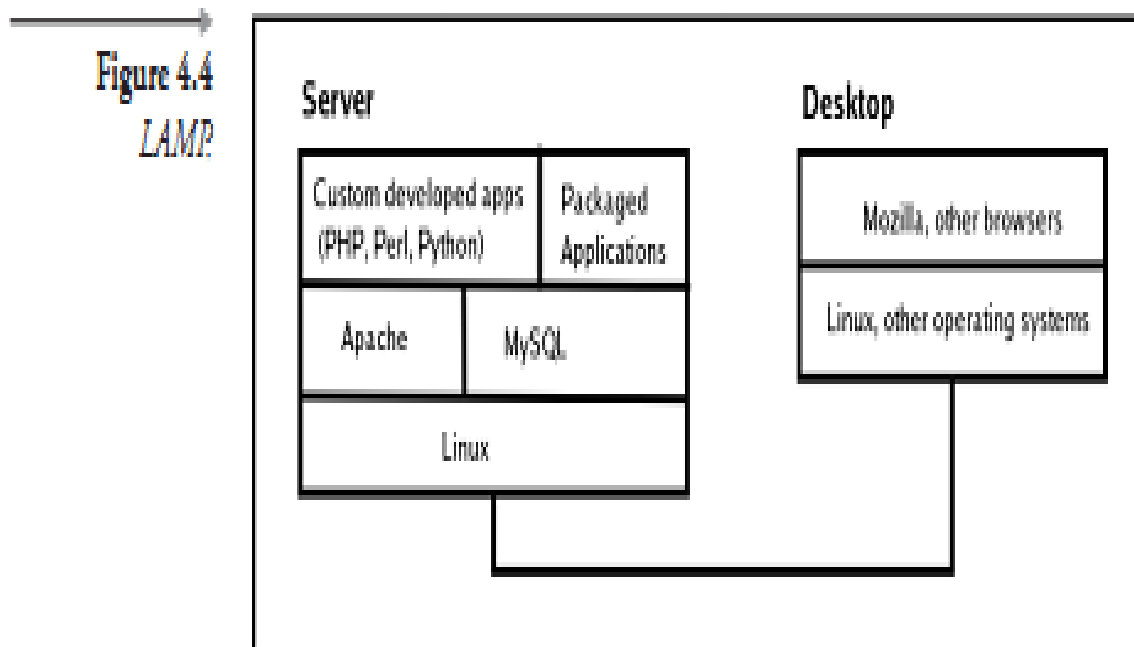 Figure 4.4
LAMP.
Server
Custom developed apps
(PHP, Perl, Python)
Packaged
Applications
Apache
MySQL
Linux
Desktop
Mozilla, other browsers
Linux, other operating systems